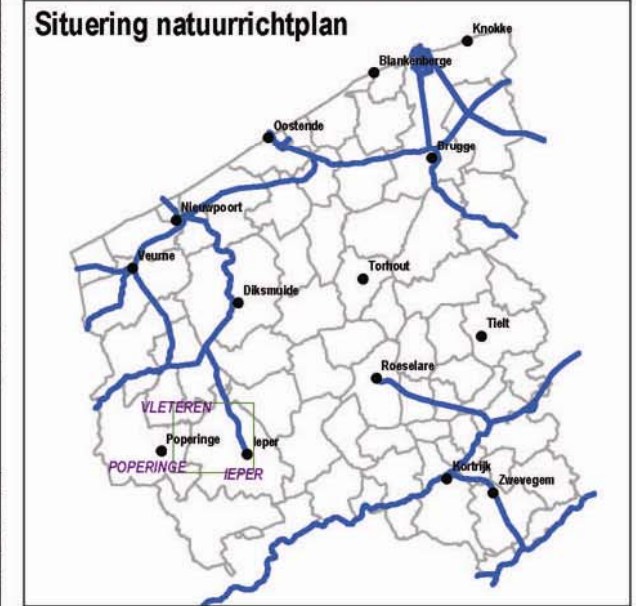 Situering natuurrichtplan
Knokke
Blankenberge
Oostende
Brugge
Nieuwpoort
Veurne
Torhout
Diksmuide
Tielt
Roeselare
VLETEREN
Poperinge
Ieper
POPERINGE
IEPER
Kortrijk
Zwevegem